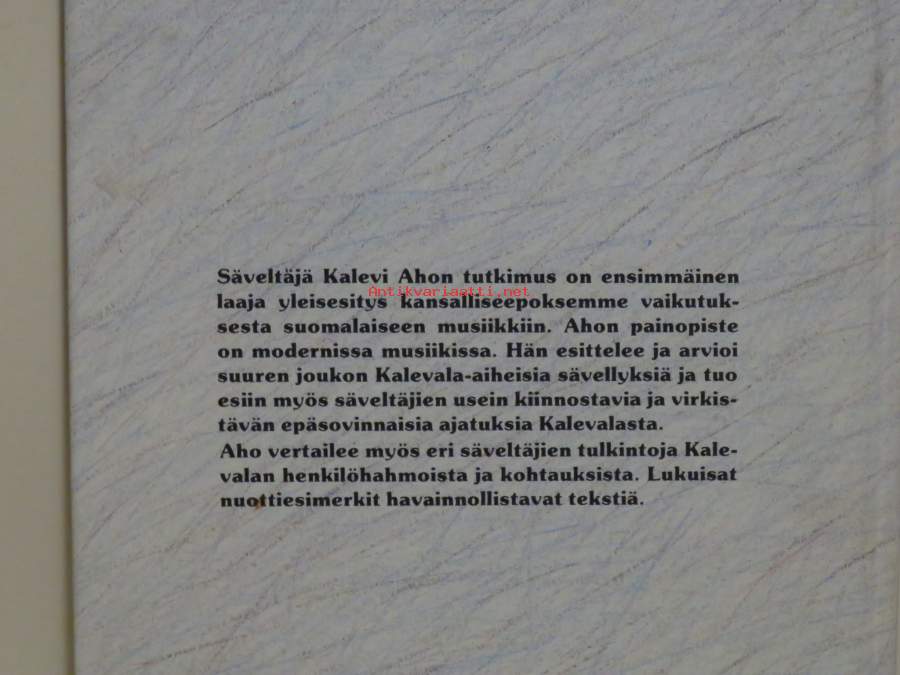 Säveltäjä Kalevi Ahon tutkimus on ensimmäinen
Antikvariaatti.net
laaja yleisesitys kansalliseepoksemme vaikutuk-
sesta suomalaiseen musiikkiin. Ahon painopiste
on modernissa musiikissa. Hän esittelee ja arvioi
suuren joukon Kalevala-aiheisia sävellyksiä ja tuo
esiin myös säveltäjien usein kiinnostavia ja virkis-
tävän epäsovinnaisia ajatuksia Kalevalasta.
Aho vertailee myös eri säveltäjien tulkintoja Kale-
valan henkilöhahmoista ja kohtauksista. Lukuisat
nuottiesimerkit havainnollistavat tekstiä.